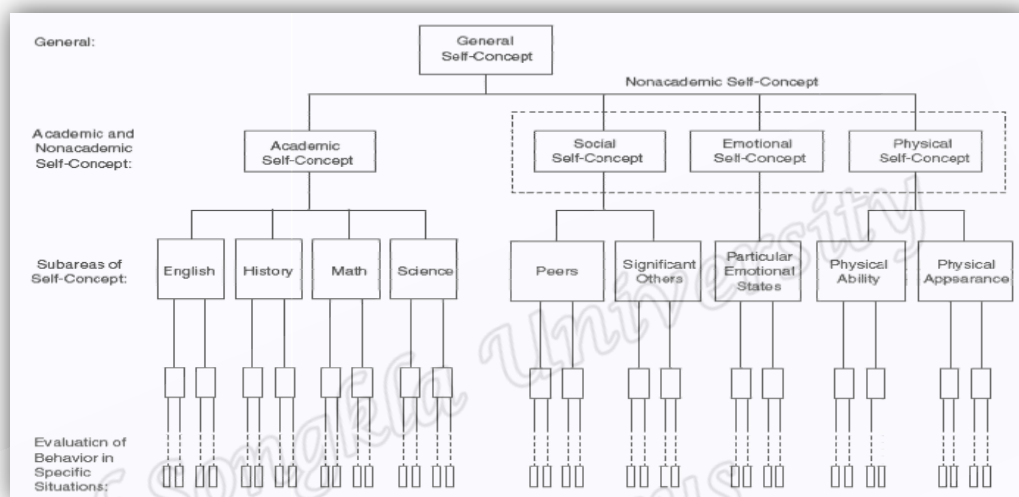 General:
General
Self-Concept
Nonacademic Self-Concept
Academic and
Nonacademic
Self-Concept:
Academic
Self-Concept
Social
Self-Concept
Emotional
Self-Concept
Physical
Self-Concept
Subareas of
Self-Concept:
English
History
Math
Science
Peers
Significant
Others
Particular
Emotional
States
Physical
Ability
Physical
Appearance
Evaluation of
Behavior in
Specific
Situations:
f Songkla University